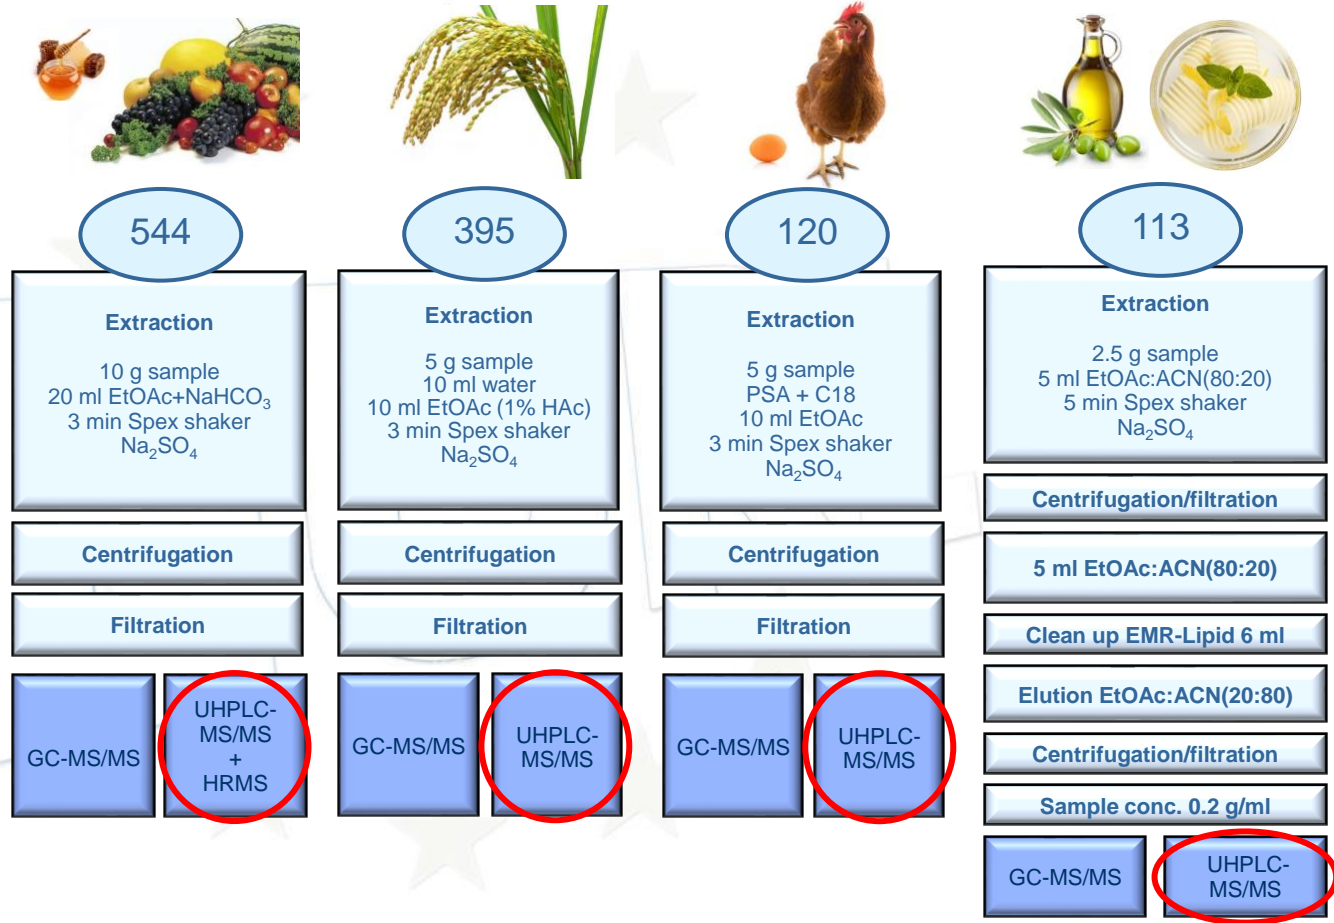 544
Extraction
10 g sample
20 ml EtOAc+NaHCO₃
3 min Spex shaker
Na₂SO₄
Centrifugation
Filtration
GC-MS/MS
UHPLC-
MS/MS
+
HRMS
395
Extraction
5 g sample
10 ml water
10 ml EtOAc (1% HAc)
3 min Spex shaker
Na₂SO₄
Centrifugation
Filtration
GC-MS/MS
UHPLC-
MS/MS
120
Extraction
5 g sample
PSA + C18
10 ml EtOAc
3 min Spex shaker
Na₂SO₄
Centrifugation
Filtration
GC-MS/MS
UHPLC-
MS/MS
113
Extraction
2.5 g sample
5 ml EtOAc:ACN(80:20)
5 min Spex shaker
Na₂SO₄
Centrifugation/filtration
5 ml EtOAc:ACN(80:20)
Clean up EMR-Lipid 6 ml
Elution EtOAc:ACN(20:80)
Centrifugation/filtration
Sample conc. 0.2 g/ml
GC-MS/MS
UHPLC-
MS/MS